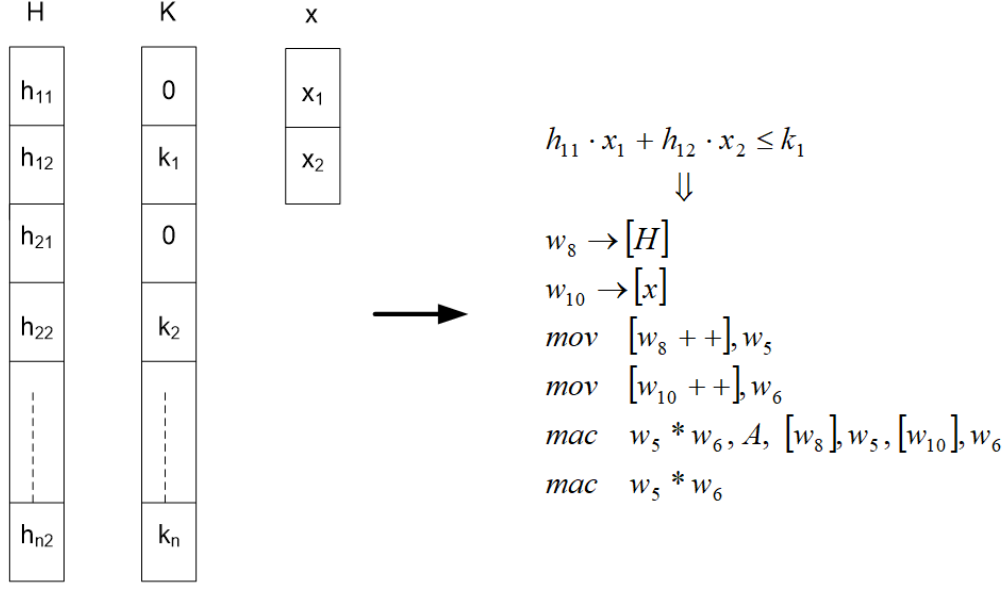 H K x
h₁₁ 0 x₁
h₁₂ k₁ x₂
h₂₁ 0
h₂₂ k₂
hₙ₂ kₙ
h₁₁ · x₁ + h₁₂ · x₂ ≤ k₁
⇓
w₈ → [H]
w₁₀ → [x]
mov [w₈ + +], w₅
mov [w₁₀ + +], w₆
mac w₅ * w₆, A, [w₈], w₅, [w₁₀], w₆
mac w₅ * w₆